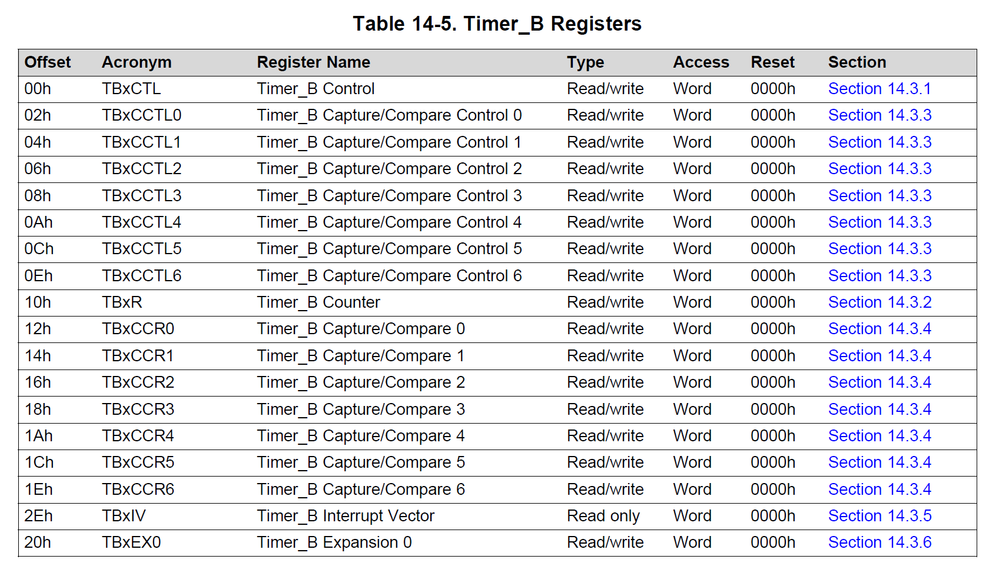 Table 14-5. Timer_B Registers
Offset Acronym Register Name Type Access Reset Section
00h TBxCTL Timer_B Control Read/write Word 0000h Section 14.3.1
02h TBxCCTL0 Timer_B Capture/Compare Control 0 Read/write Word 0000h Section 14.3.3
04h TBxCCTL1 Timer_B Capture/Compare Control 1 Read/write Word 0000h Section 14.3.3
06h TBxCCTL2 Timer_B Capture/Compare Control 2 Read/write Word 0000h Section 14.3.3
08h TBxCCTL3 Timer_B Capture/Compare Control 3 Read/write Word 0000h Section 14.3.3
0Ah TBxCCTL4 Timer_B Capture/Compare Control 4 Read/write Word 0000h Section 14.3.3
0Ch TBxCCTL5 Timer_B Capture/Compare Control 5 Read/write Word 0000h Section 14.3.3
0Eh TBxCCTL6 Timer_B Capture/Compare Control 6 Read/write Word 0000h Section 14.3.3
10h TBxR Timer_B Counter Read/write Word 0000h Section 14.3.2
12h TBxCCR0 Timer_B Capture/Compare 0 Read/write Word 0000h Section 14.3.4
14h TBxCCR1 Timer_B Capture/Compare 1 Read/write Word 0000h Section 14.3.4
16h TBxCCR2 Timer_B Capture/Compare 2 Read/write Word 0000h Section 14.3.4
18h TBxCCR3 Timer_B Capture/Compare 3 Read/write Word 0000h Section 14.3.4
1Ah TBxCCR4 Timer_B Capture/Compare 4 Read/write Word 0000h Section 14.3.4
1Ch TBxCCR5 Timer_B Capture/Compare 5 Read/write Word 0000h Section 14.3.4
1Eh TBxCCR6 Timer_B Capture/Compare 6 Read/write Word 0000h Section 14.3.4
2Eh TBxIV Timer_B Interrupt Vector Read only Word 0000h Section 14.3.5
20h TBxEX0 Timer_B Expansion 0 Read/write Word 0000h Section 14.3.6